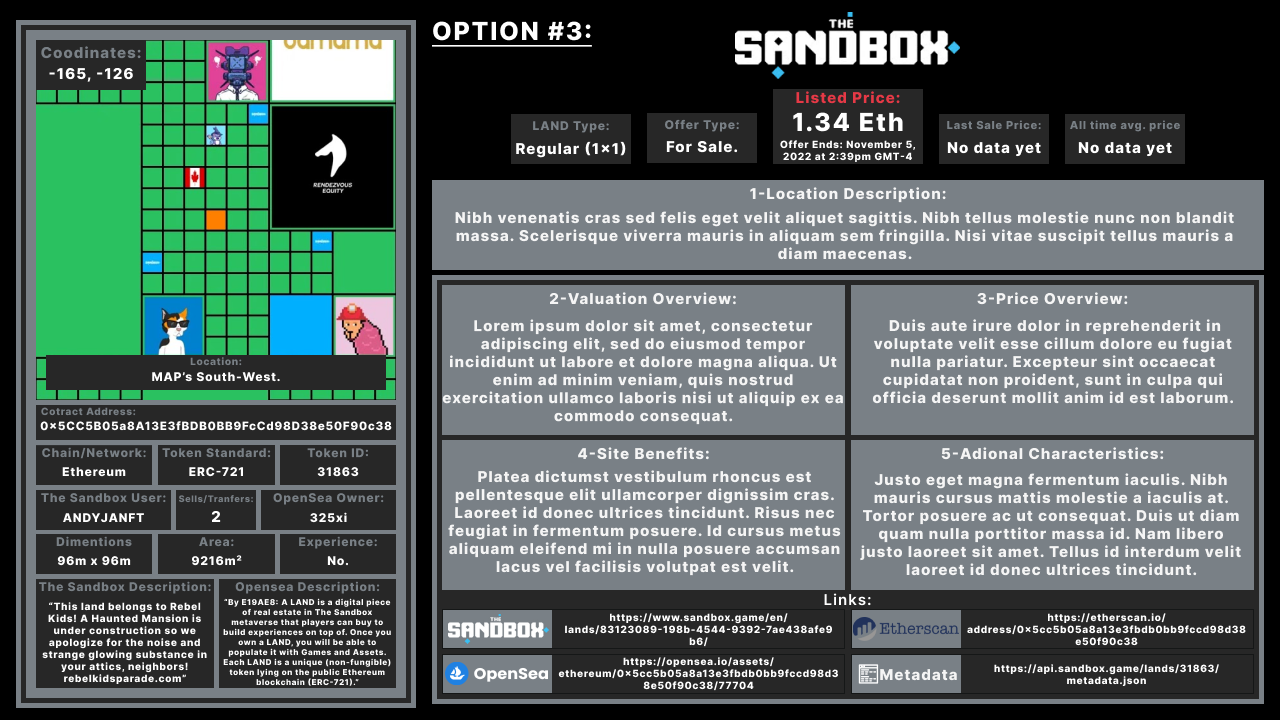 Coodinates:
-165, -126
RENDEZVOUS
EQUITY
Location:
MAP's South-West.
Cotract Address:
0x5CC5B05a8A13E3fBDB0BB9FcCd98D38e50F90c38
Chain/Network:
Ethereum
Token Standard:
ERC-721
Token ID:
31863
The Sandbox User:
ANDYJANFT
Sells/Tranfers:
2
OpenSea Owner:
325xi
Dimentions
96m x 96m
Area:
9216m²
Experience:
No.
The Sandbox Description:
“This land belongs to Rebel
Kids! A Haunted Mansion is
under construction so we
apologize for the noise and
strange glowing substance in
your attics, neighbors!
rebelkidsparade.com”
Opensea Description:
“By E19AE8: A LAND is a digital piece
of real estate in The Sandbox
metaverse that players can buy to
build experiences on top of. Once you
own a LAND, you will be able to
populate it with Games and Assets.
Each LAND is a unique (non-fungible)
token lying on the public Ethereum
blockchain (ERC-721).”
OPTION #3:
THE
SANDBOX
LAND Type:
Regular (1x1)
Offer Type:
For Sale.
Listed Price:
1.34 Eth
Offer Ends: November 5,
2022 at 2:39pm GMT-4
Last Sale Price:
No data yet
All time avg. price
No data yet
1-Location Description:
Nibh venenatis cras sed felis eget velit aliquet sagittis. Nibh tellus molestie nunc non blandit
massa. Scelerisque viverra mauris in aliquam sem fringilla. Nisi vitae suscipit tellus mauris a
diam maecenas.
2-Valuation Overview:
Lorem ipsum dolor sit amet, consectetur
adipiscing elit, sed do eiusmod tempor
incididunt ut labore et dolore magna aliqua. Ut
enim ad minim veniam, quis nostrud
exercitation ullamco laboris nisi ut aliquip ex ea
commodo consequat.
3-Price Overview:
Duis aute irure dolor in reprehenderit in
voluptate velit esse cillum dolore eu fugiat
nulla pariatur. Excepteur sint occaecat
cupidatat non proident, sunt in culpa qui
officia deserunt mollit anim id est laborum.
4-Site Benefits:
Platea dictumst vestibulum rhoncus est
pellentesque elit ullamcorper dignissim cras.
Laoreet id donec ultrices tincidunt. Risus nec
feugiat in fermentum posuere. Id cursus metus
aliquam eleifend mi in nulla posuere accumsan
lacus vel facilisis volutpat est velit.
5-Adional Characteristics:
Justo eget magna fermentum iaculis. Nibh
mauris cursus mattis molestie a iaculis at.
Tortor posuere ac ut consequat. Duis ut diam
quam nulla porttitor massa id. Nam libero
justo laoreet sit amet. Tellus id interdum velit
laoreet id donec ultrices tincidunt.
Links:
THE
SANDBOX
https://www.sandbox.game/en/
lands/83123089-198b-4544-9392-7ae438afe9
b6/
Etherscan
https://etherscan.io/
address/0x5cc5b05a8a13e3fbdb0bb9fccd98d38
e50f90c38
OpenSea
https://opensea.io/assets/
ethereum/0x5cc5b05a8a13e3fbdb0bb9fccd98d3
8e50f90c38/77704
Metadata
https://api.sandbox.game/lands/31863/
metadata.json